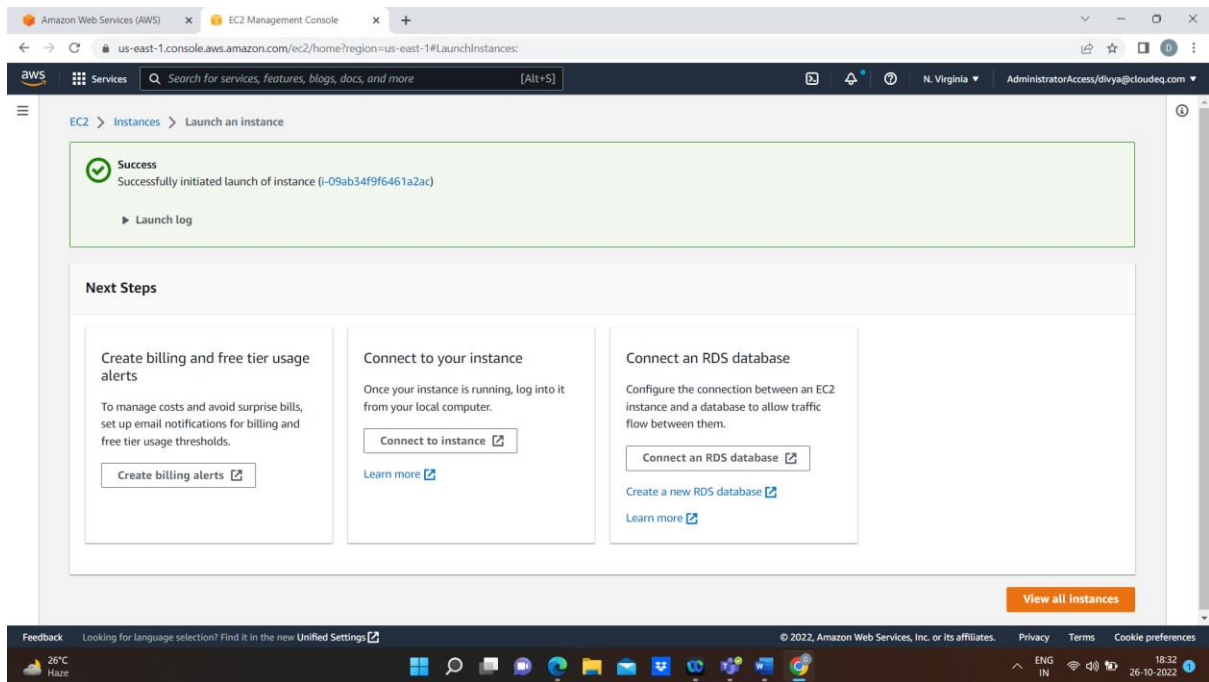 Amazon Web Services (AWS)
EC2 Management Console
us-east-1.console.aws.amazon.com/ec2/home?region=us-east-1#LaunchInstances:
D
aws
Services
Search for services, features, blogs, docs, and more
[Alt+S]
N. Virginia
AdministratorAccess/divya@cloudeq.com
EC2 > Instances > Launch an instance
Success
Successfully initiated launch of instance (i-09ab34f9f6461a2ac)
Launch log
Next Steps
Create billing and free tier usage
alerts
To manage costs and avoid surprise bills,
set up email notifications for billing and
free tier usage thresholds.
Create billing alerts
Connect to your instance
Once your instance is running, log into it
from your local computer.
Connect to instance
Learn more
Connect an RDS database
Configure the connection between an EC2
instance and a database to allow traffic
flow between them.
Connect an RDS database
Create a new RDS database
Learn more
View all instances
Feedback
Looking for language selection? Find it in the new Unified Settings
© 2022, Amazon Web Services, Inc. or its affiliates.
Privacy
Terms
Cookie preferences
26°C
Haze
ENG
IN
18:32
26-10-2022
1